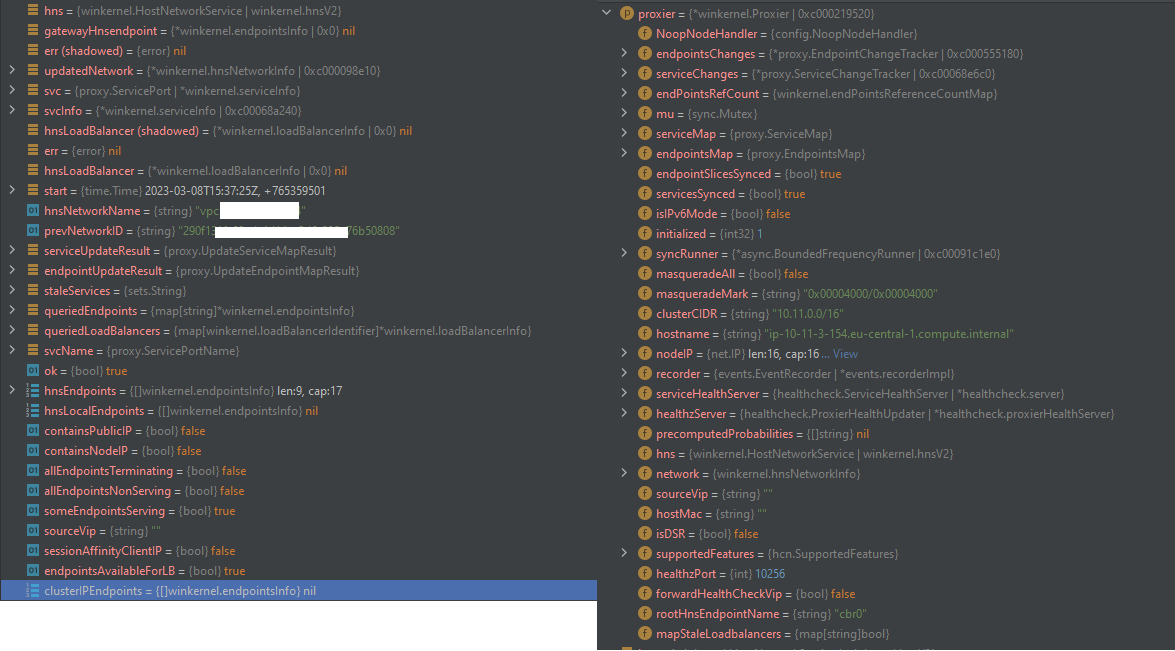 hns = {winkernel.HostNetworkService | winkernel.hnsV2}
gatewayHnsendpoint = {*winkernel.endpointsInfo | 0x0} nil
err (shadowed) = {error} nil
updatedNetwork = {*winkernel.hnsNetworkInfo | 0xc000098e10}
svc = {proxy.ServicePort | *winkernel.serviceInfo}
svcInfo = {*winkernel.serviceInfo | 0xc00068a240}
hnsLoadBalancer (shadowed) = {*winkernel.loadBalancerInfo | 0x0} nil
err = {error} nil
hnsLoadBalancer = {*winkernel.loadBalancerInfo | 0x0} nil
start = {time.Time} 2023-03-08T15:37:25Z, +765359501
01 hnsNetworkName = {string} "vpc "
01 prevNetworkID = {string} "290f1 76b50808"
serviceUpdateResult = {proxy.UpdateServiceMapResult}
endpointUpdateResult = {proxy.UpdateEndpointMapResult}
staleServices = {sets.String}
queriedEndpoints = {map[string]*winkernel.endpointsInfo}
queriedLoadBalancers = {map[winkernel.loadBalancerIdentifier]*winkernel.loadBalancerInfo}
svcName = {proxy.ServicePortName}
01 ok = {bool} true
hnsEndpoints = {[]winkernel.endpointsInfo} len:9, cap:17
hnsLocalEndpoints = {[]winkernel.endpointsInfo} nil
01 containsPublicIP = {bool} false
01 containsNodeIP = {bool} false
01 allEndpointsTerminating = {bool} false
01 allEndpointsNonServing = {bool} false
01 someEndpointsServing = {bool} true
01 sourceVip = {string} ""
01 sessionAffinityClientIP = {bool} false
01 endpointsAvailableForLB = {bool} true
clusterIPEndpoints = {[]winkernel.endpointsInfo} nil
p proxier = {*winkernel.Proxier | 0xc000219520}
f NoopNodeHandler = {config.NoopNodeHandler}
f endpointsChanges = {*proxy.EndpointChangeTracker | 0xc000555180}
f serviceChanges = {*proxy.ServiceChangeTracker | 0xc00068e6c0}
f endPointsRefCount = {winkernel.endPointsReferenceCountMap}
f mu = {sync.Mutex}
f serviceMap = {proxy.ServiceMap}
f endpointsMap = {proxy.EndpointsMap}
f endpointSlicesSynced = {bool} true
f servicesSynced = {bool} true
f isIPv6Mode = {bool} false
f initialized = {int32} 1
f syncRunner = {*async.BoundedFrequencyRunner | 0xc00091c1e0}
f masqueradeAll = {bool} false
f masqueradeMark = {string} "0x00004000/0x00004000"
f clusterCIDR = {string} "10.11.0.0/16"
f hostname = {string} "ip-10-11-3-154.eu-central-1.compute.internal"
f nodeIP = {net.IP} len:16, cap:16... View
f recorder = {events.EventRecorder | *events.recorderImpl}
f serviceHealthServer = {healthcheck.ServiceHealthServer | *healthcheck.server}
f healthzServer = {healthcheck.ProxierHealthUpdater | *healthcheck.proxierHealthServer}
f precomputedProbabilities = {[]string} nil
f hns = {winkernel.HostNetworkService | winkernel.hnsV2}
f network = {winkernel.hnsNetworkInfo}
f sourceVip = {string} ""
f hostMac = {string} ""
f isDSR = {bool} false
f supportedFeatures = {hcn.SupportedFeatures}
f healthzPort = {int} 10256
f forwardHealthCheckVip = {bool} false
f rootHnsEndpointName = {string} "cbr0"
f mapStaleLoadbalancers = {map[string]bool}